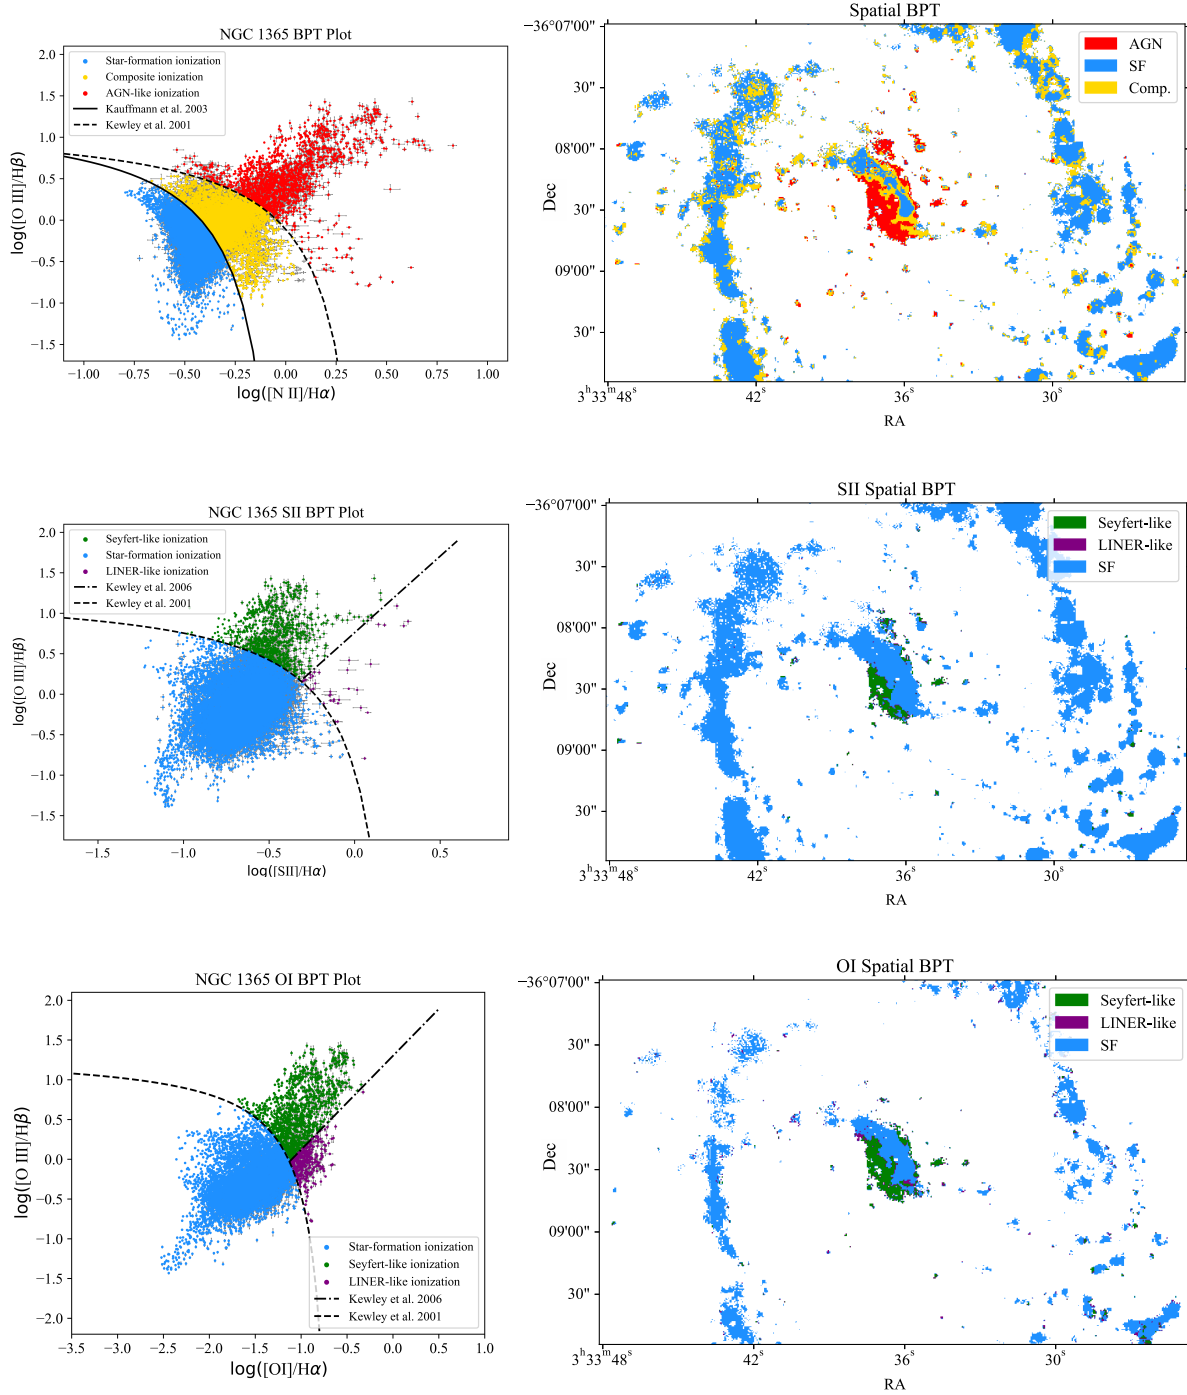 NGC 1365 BPT Plot
Star-formation ionization
Composite ionization
AGN-like ionization
Kauffmann et al. 2003
Kewley et al. 2001
2.0
1.5
1.0
0.5
0.0
−0.5
−1.0
−1.5
log([O III]/Hβ)
−1.00
−0.75
−0.50
−0.25
0.00
0.25
0.50
0.75
1.00
log([N II]/Hα)
Spatial BPT
AGN
SF
Comp.
−36°07'00"
30"
08'00"
30"
09'00"
30"
Dec
3ʰ33ᵐ48ˢ
42ˢ
36ˢ
30ˢ
RA
NGC 1365 SII BPT Plot
Seyfert-like ionization
Star-formation ionization
LINER-like ionization
Kewley et al. 2006
Kewley et al. 2001
2.0
1.5
1.0
0.5
0.0
−0.5
−1.0
−1.5
log([O III]/Hβ)
−1.5
−1.0
−0.5
0.0
0.5
log([SII]/Hα)
SII Spatial BPT
Seyfert-like
LINER-like
SF
−36°07'00"
30"
08'00"
30"
09'00"
30"
Dec
3ʰ33ᵐ48ˢ
42ˢ
36ˢ
30ˢ
RA
NGC 1365 OI BPT Plot
2.0
1.5
1.0
0.5
0.0
−0.5
−1.0
−1.5
−2.0
log([O III]/Hβ)
Star-formation ionization
Seyfert-like ionization
LINER-like ionization
Kewley et al. 2006
Kewley et al. 2001
−3.5
−3.0
−2.5
−2.0
−1.5
−1.0
−0.5
0.0
0.5
1.0
log([OI]/Hα)
OI Spatial BPT
Seyfert-like
LINER-like
SF
−36°07'00"
30"
08'00"
30"
09'00"
30"
Dec
3ʰ33ᵐ48ˢ
42ˢ
36ˢ
30ˢ
RA